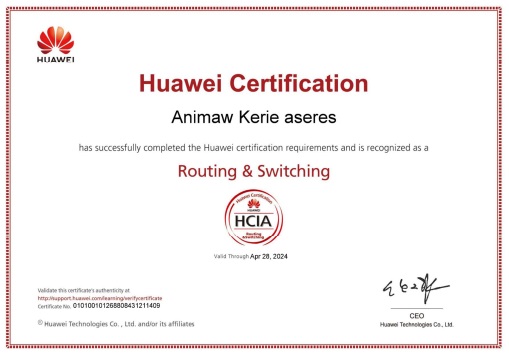 HUAWEI
Huawei Certification
Animaw Kerie aseres
has successfully completed the Huawei certification requirements and is recognized as a
Routing & Switching
Huawei Certification
HUAWEI
HCIA
Routing
&Switching
Valid Through Apr 28, 2024
Validate this certificate's authenticity at:
http://support.huawei.com/learning/verifycertificate
Certificate No. 010100101268808431211409
© Huawei Technologies Co. , Ltd. and/or its affiliates
CEO
Huawei Technologies Co., Ltd.